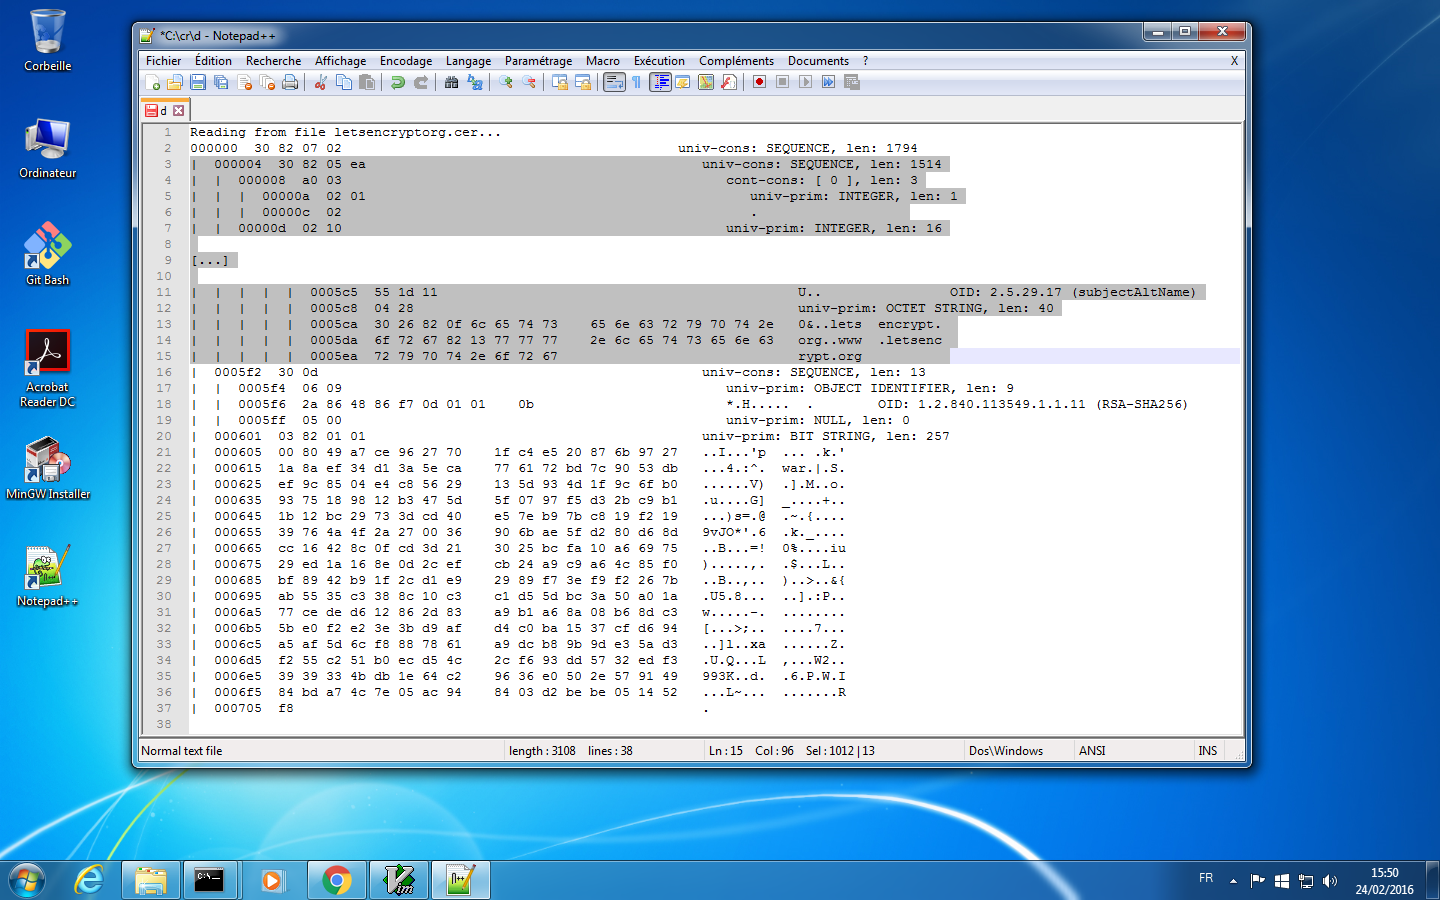 Corbeille
Ordinateur
Git Bash
Acrobat
Reader DC
MinGW Installer
Notepad++
*C:\cr\d - Notepad++
Fichier Édition Recherche Affichage Encodage Langage Paramétrage Macro Exécution Compléments Documents ? X
d
1 Reading from file letsencryptorg.cer...
2 000000 30 82 07 02 univ-cons: SEQUENCE, len: 1794
3 | 000004 30 82 05 ea univ-cons: SEQUENCE, len: 1514
4 | | 000008 a0 03 cont-cons: [ 0 ], len: 3
5 | | | 00000a 02 01 univ-prim: INTEGER, len: 1
6 | | | 00000c 02 .
7 | | 00000d 02 10 univ-prim: INTEGER, len: 16
8
9 [...]
10
11 | | | | | 0005c5 55 1d 11 U.. OID: 2.5.29.17 (subjectAltName)
12 | | | | | 0005c8 04 28 univ-prim: OCTET STRING, len: 40
13 | | | | | 0005ca 30 26 82 0f 6c 65 74 73 65 6e 63 72 79 70 74 2e 0&..lets encrypt.
14 | | | | | 0005da 6f 72 67 82 13 77 77 77 2e 6c 65 74 73 65 6e 63 org..www .letsenc
15 | | | | | 0005ea 72 79 70 74 2e 6f 72 67 rypt.org
16 | 0005f2 30 0d univ-cons: SEQUENCE, len: 13
17 | | 0005f4 06 09 univ-prim: OBJECT IDENTIFIER, len: 9
18 | | 0005f6 2a 86 48 86 f7 0d 01 01 0b *.H..... . OID: 1.2.840.113549.1.1.11 (RSA-SHA256)
19 | | 0005ff 05 00 univ-prim: NULL, len: 0
20 | 000601 03 82 01 01 univ-prim: BIT STRING, len: 257
21 | 000605 00 80 49 a7 ce 96 27 70 1f c4 e5 20 87 6b 97 27 ..I...'p ... .k.'
22 | 000615 1a 8a ef 34 d1 3a 5e ca 77 61 72 bd 7c 90 53 db ...4.:^. war.|.S.
23 | 000625 ef 9c 85 04 e4 c8 56 29 13 5d 93 4d 1f 9c 6f b0 ......V) .].M..o.
24 | 000635 93 75 18 98 12 b3 47 5d 5f 07 97 f5 d3 2b c9 b1 .u....G] _....+..
25 | 000645 1b 12 bc 29 73 3d cd 40 e5 7e b9 7b c8 19 f2 19 ...)s=.@ .~.{....
26 | 000655 39 76 4a 4f 2a 27 00 36 90 6b ae 5f d2 80 d6 8d 9vJO*'.6 .k._....
27 | 000665 cc 16 42 8c 0f cd 3d 21 30 25 bc fa 10 a6 69 75 ..B...=! 0%....iu
28 | 000675 29 ed 1a 16 8e 0d 2c ef cb 24 a9 c9 a6 4c 85 f0 ).....,. .$...L..
29 | 000685 bf 89 42 b9 1f 2c d1 e9 29 89 f7 3e f9 f2 26 7b ..B..,.. )..>..&{
30 | 000695 ab 55 35 c3 38 8c 10 c3 c1 d5 5d bc 3a 50 a0 1a .U5.8... ..].:P..
31 | 0006a5 77 ce de d6 12 86 2d 83 a9 b1 a6 8a 08 b6 8d c3 w.....-. ........
32 | 0006b5 5b e0 f2 e2 3e 3b d9 af d4 c0 ba 15 37 cf d6 94 [...>;.. ....7...
33 | 0006c5 a5 af 5d 6c f8 88 78 61 a9 dc b8 9b 9d e3 5a d3 ..]l..xa ......Z.
34 | 0006d5 f2 55 c2 51 b0 ec d5 4c 2c f6 93 dd 57 32 ed f3 .U.Q...L ,...W2..
35 | 0006e5 39 39 33 4b db 1e 64 c2 96 36 e0 50 2e 57 91 49 993K..d. .6.P.W.I
36 | 0006f5 84 bd a7 4c 7e 05 ac 94 84 03 d2 be be 05 14 52 ...L~... .......R
37 | 000705 f8 .
38
Normal text file length : 3108 lines : 38 Ln : 15 Col : 96 Sel : 1012 | 13 Dos\Windows ANSI INS
FR 15:50
24/02/2016